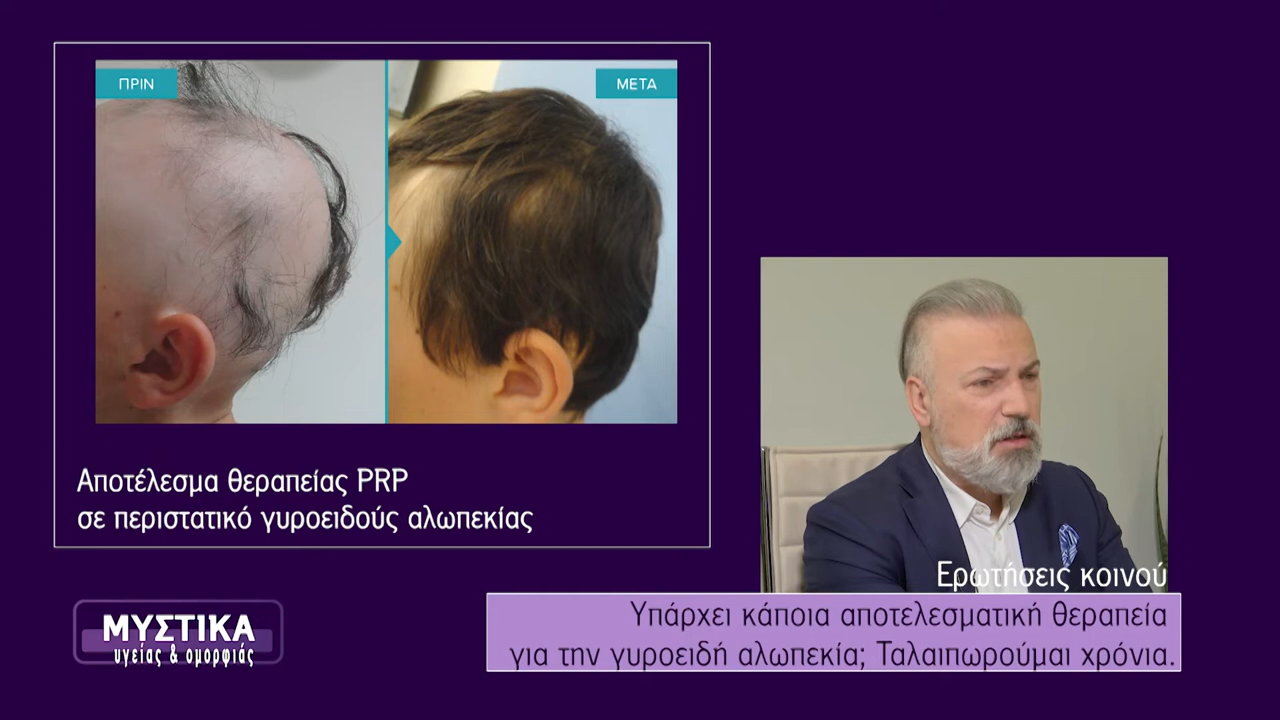 ΠΡΙΝ
ΜΕΤΑ
Αποτέλεσμα θεραπείας PRP
σε περιστατικό γυροειδούς αλωπεκίας
Ερωτήσεις κοινού
Υπάρχει κάποια αποτελεσματική θεραπεία
για την γυροειδή αλωπεκία; Ταλαιπωρούμαι χρόνια.
ΜΥΣΤΙΚΑ
υγείας & ομορφιάς